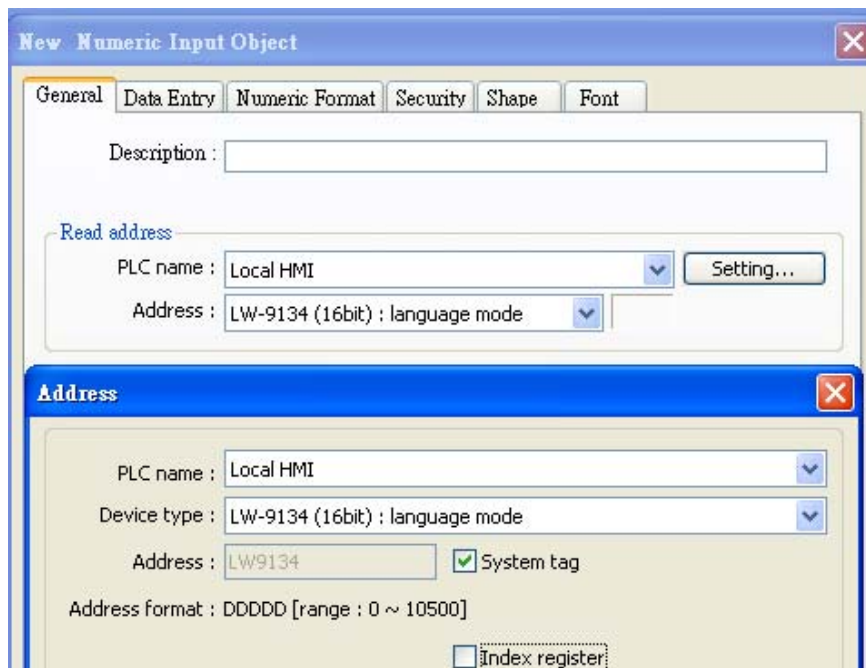 New Numeric Input Object
General Data Entry Numeric Format Security Shape Font
Description :
Read address
PLC name : Local HMI Setting...
Address : LW-9134 (16bit) : language mode
Address
PLC name : Local HMI
Device type : LW-9134 (16bit) : language mode
Address : LW9134 System tag
Address format : DDDDD [range : 0 ~ 10500]
Index register